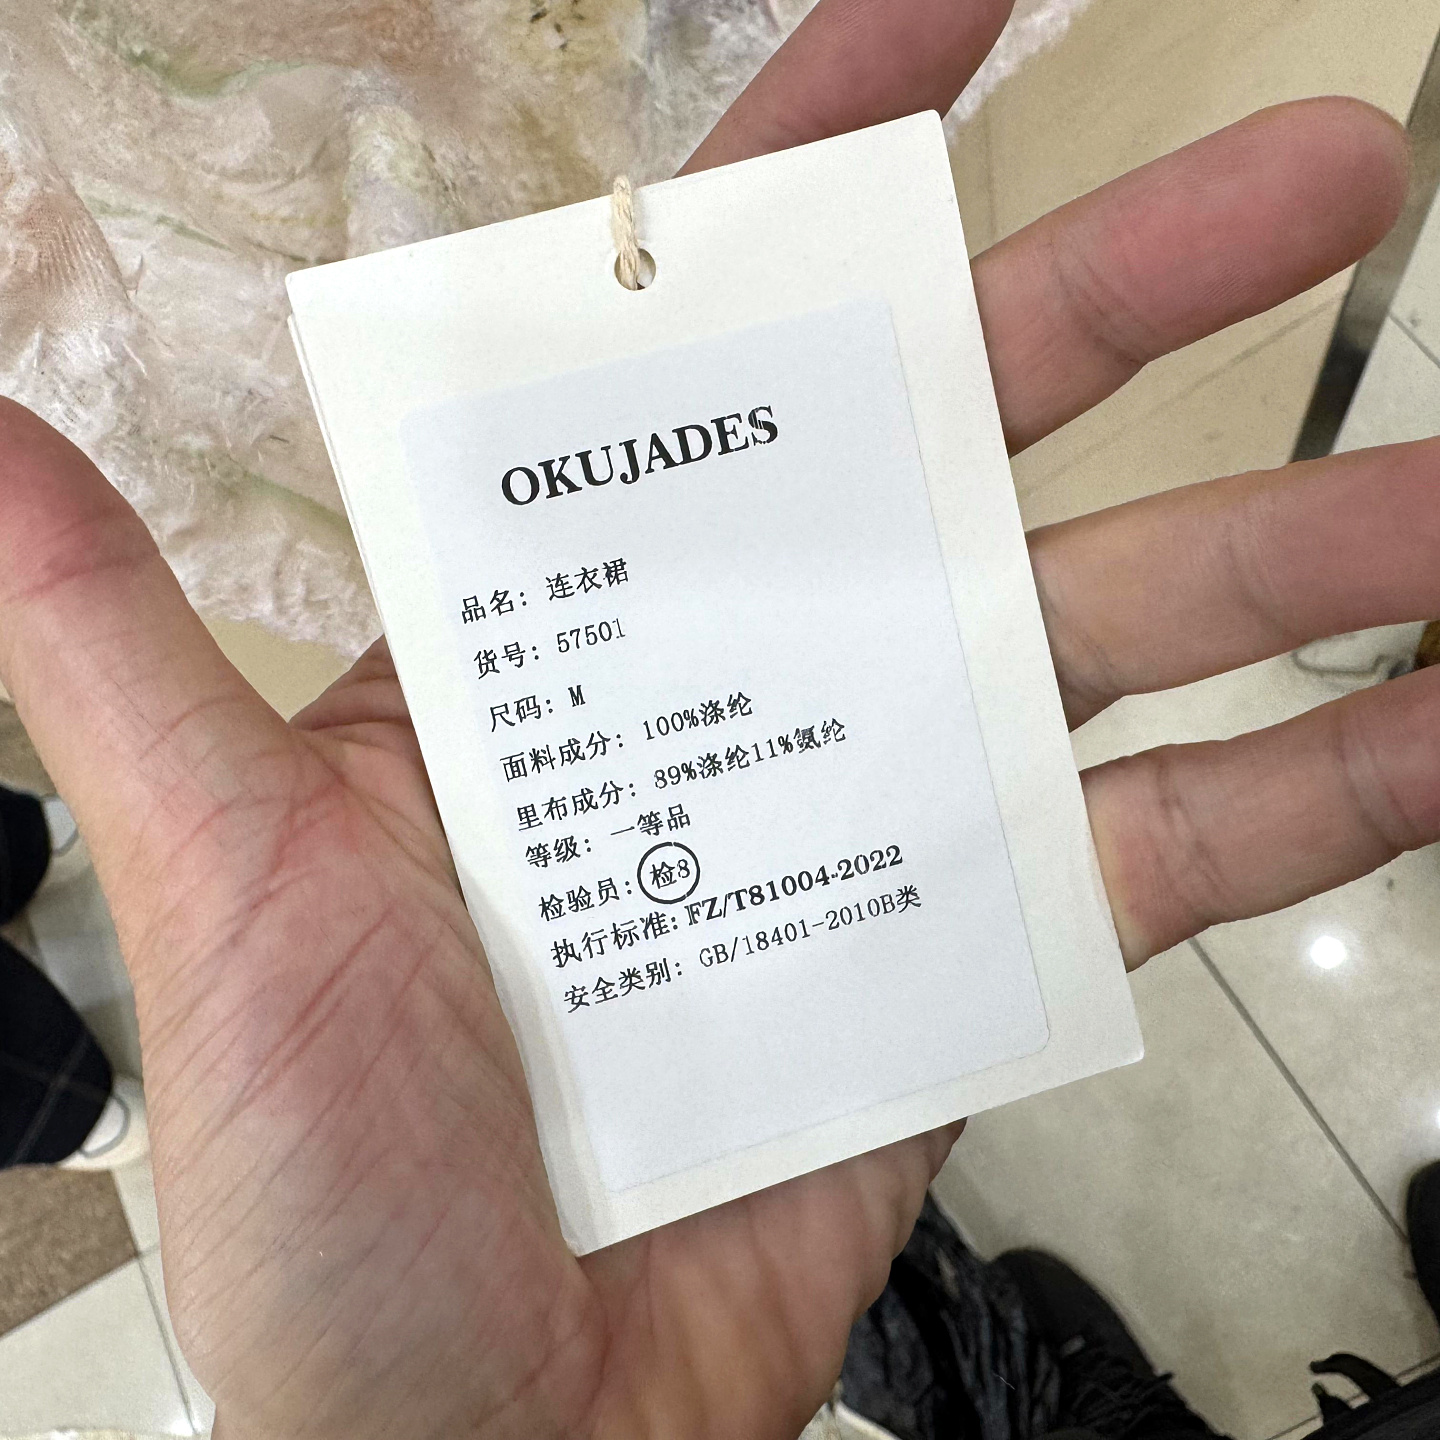 OKUJADES
品名: 连衣裙
货号: 57501
尺码: M
面料成分: 100%涤纶
里布成分: 89%涤纶11%氨纶
等级: 一等品
检验员: 检8
执行标准: FZ/T81004-2022
安全类别: GB/18401-2010B类